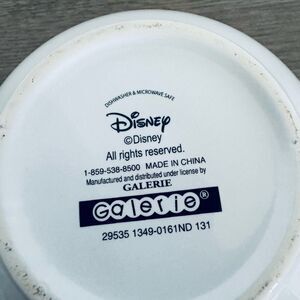 DISHWASHER & MICROWAVE SAFE
Disney
©Disney
All rights reserved.
1-859-538-8500 MADE IN CHINA
Manufactured and distributed under license by
GALERIE
Galerie®
29535 1349-0161ND 131